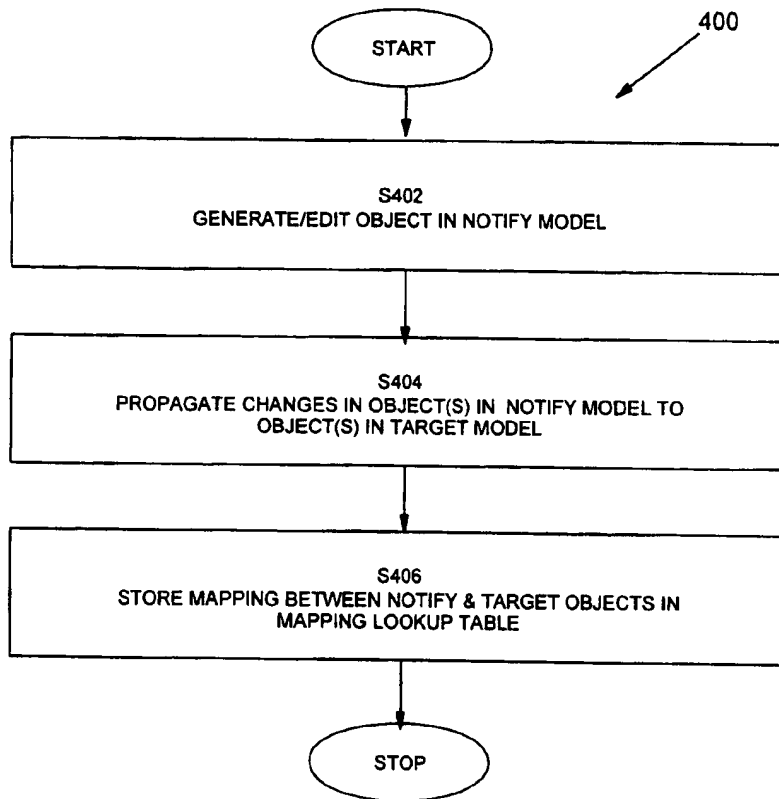 START
400
S402
GENERATE/EDIT OBJECT IN NOTIFY MODEL
S404
PROPAGATE CHANGES IN OBJECT(S) IN NOTIFY MODEL TO
OBJECT(S) IN TARGET MODEL
S406
STORE MAPPING BETWEEN NOTIFY & TARGET OBJECTS IN
MAPPING LOOKUP TABLE
STOP